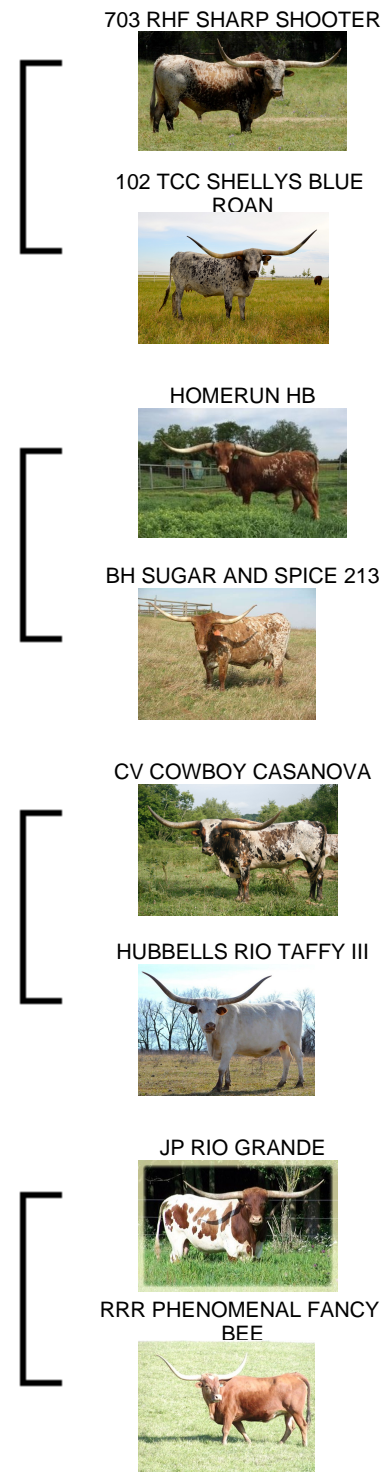 703 RHF SHARP SHOOTER
102 TCC SHELLYS BLUE
ROAN
HOMERUN HB
BH SUGAR AND SPICE 213
CV COWBOY CASANOVA
HUBBELLS RIO TAFFY III
JP RIO GRANDE
RRR PHENOMENAL FANCY
BEE